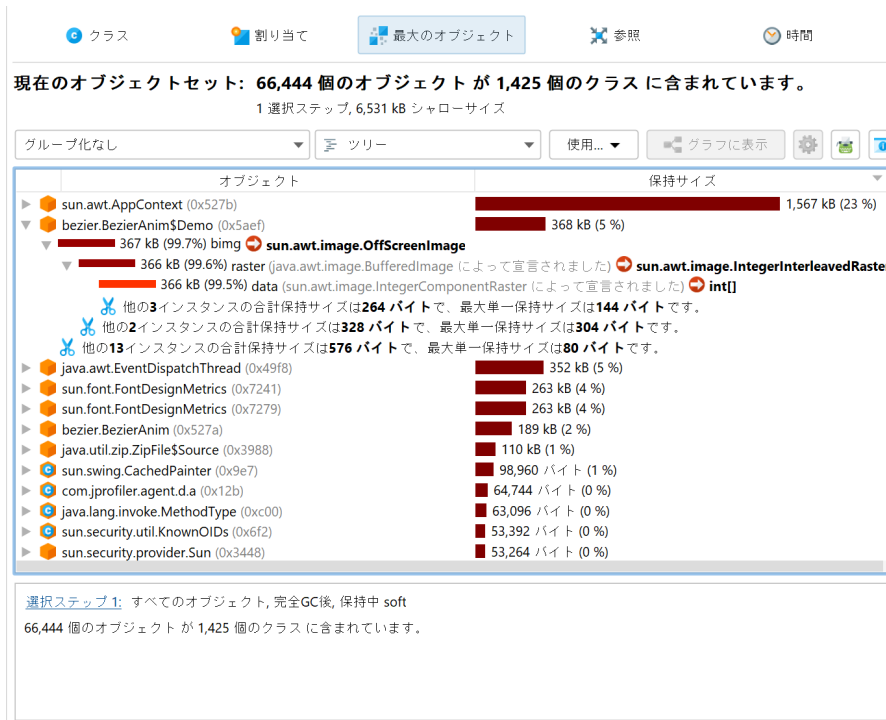 クラス 割り当て 最大のオブジェクト 参照 時間
現在のオブジェクトセット: 66,444 個のオブジェクト が 1,425 個のクラス に含まれています。
1 選択ステップ, 6,531 kB シャローサイズ
グループ化なし ツリー 使用... グラフに表示
オブジェクト 保持サイズ
sun.awt.AppContext (0x527b) 1,567 kB (23 %)
bezier.BezierAnim$Demo (0x5aef) 368 kB (5 %)
367 kB (99.7%) bimg sun.awt.image.OffScreenImage
366 kB (99.6%) raster (java.awt.image.BufferedImage によって宣言されました) sun.awt.image.IntegerInterleavedRaster
366 kB (99.5%) data (sun.awt.image.IntegerComponentRaster によって宣言されました) int[]
他の3インスタンスの合計保持サイズは264 バイトで、最大単一保持サイズは144 バイトです。
他の2インスタンスの合計保持サイズは328 バイトで、最大単一保持サイズは304 バイトです。
他の13インスタンスの合計保持サイズは576 バイトで、最大単一保持サイズは80 バイトです。
java.awt.EventDispatchThread (0x49f8) 352 kB (5 %)
sun.font.FontDesignMetrics (0x7241) 263 kB (4 %)
sun.font.FontDesignMetrics (0x7279) 263 kB (4 %)
bezier.BezierAnim (0x527a) 189 kB (2 %)
java.util.zip.ZipFile$Source (0x3988) 110 kB (1 %)
sun.swing.CachedPainter (0x9e7) 98,960 バイト (1 %)
com.jprofiler.agent.d.a (0x12b) 64,744 バイト (0 %)
java.lang.invoke.MethodType (0xc00) 63,096 バイト (0 %)
sun.security.util.KnownOIDs (0x6f2) 53,392 バイト (0 %)
sun.security.provider.Sun (0x3448) 53,264 バイト (0 %)
選択ステップ 1: すべてのオブジェクト, 完全GC後, 保持中 soft
66,444 個のオブジェクト が 1,425 個のクラス に含まれています。